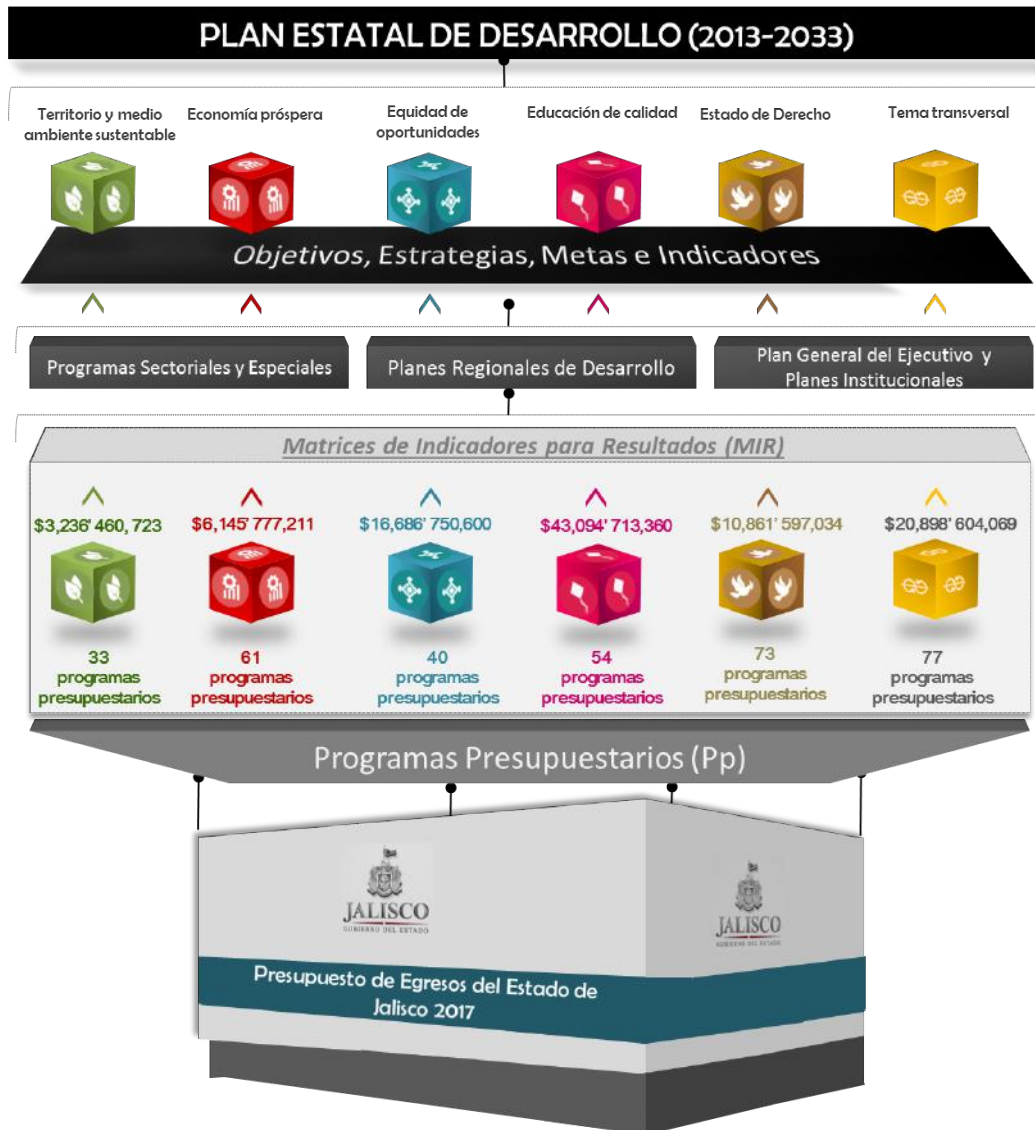 PLAN ESTATAL DE DESARROLLO (2013-2033)
Territorio y medio
ambiente sustentable
Economía próspera
Equidad de
oportunidades
Educación de calidad
Estado de Derecho
Tema transversal
Objetivos, Estrategias, Metas e Indicadores
Programas Sectoriales y Especiales
Planes Regionales de Desarrollo
Plan General del Ejecutivo y
Planes Institucionales
Matrices de Indicadores para Resultados (MIR)
$3,236' 460, 723
$6,145' 777,211
$16,686' 750,600
$43,094' 713,360
$10,861' 597,034
$20,898' 604,069
33
programas
presupuestarios
61
programas
presupuestarios
40
programas
presupuestarios
54
programas
presupuestarios
73
programas
presupuestarios
77
programas
presupuestarios
Programas Presupuestarios (Pp)
JALISCO
GOBIERNO DEL ESTADO
JALISCO
GOBIERNO DEL ESTADO
Presupuesto de Egresos del Estado de
Jalisco 2017